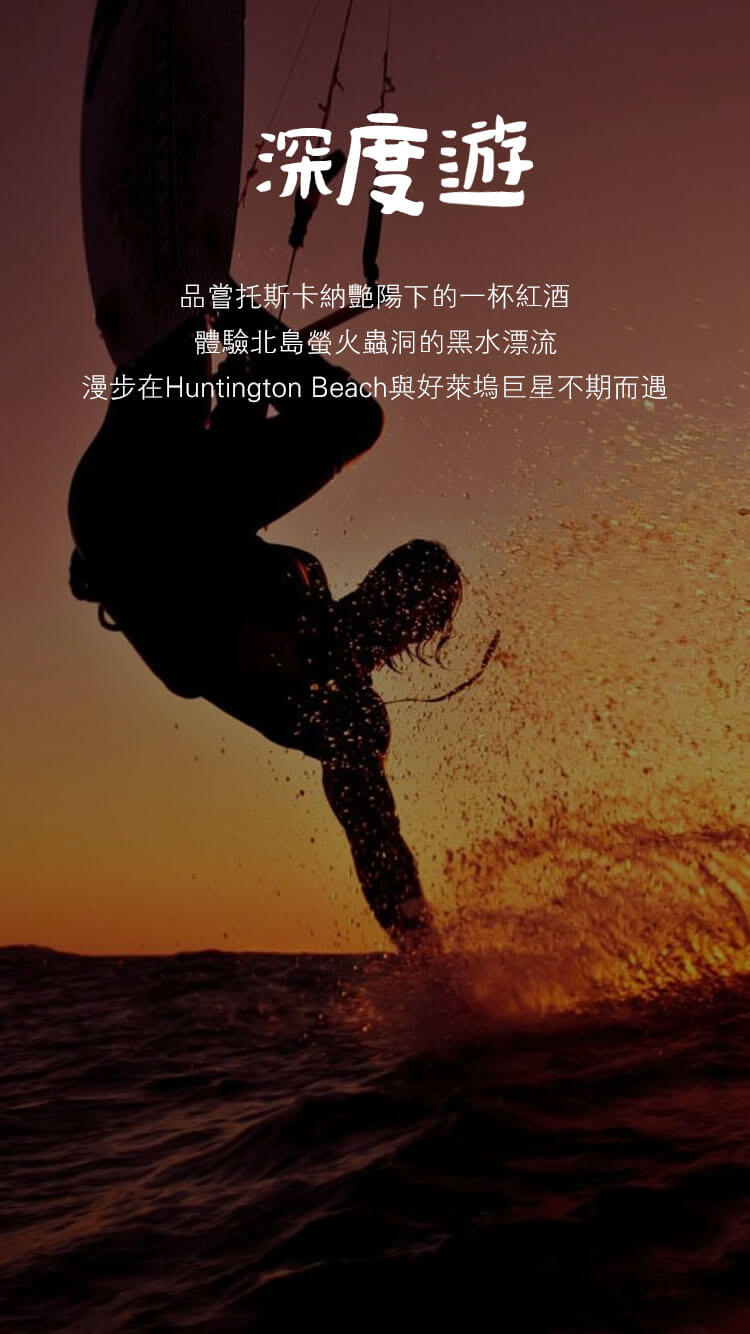 深度遊
品嘗托斯卡納艷陽下的一杯紅酒
體驗北島螢火蟲洞的黑水漂流
漫步在Huntington Beach與好萊塢巨星不期而遇